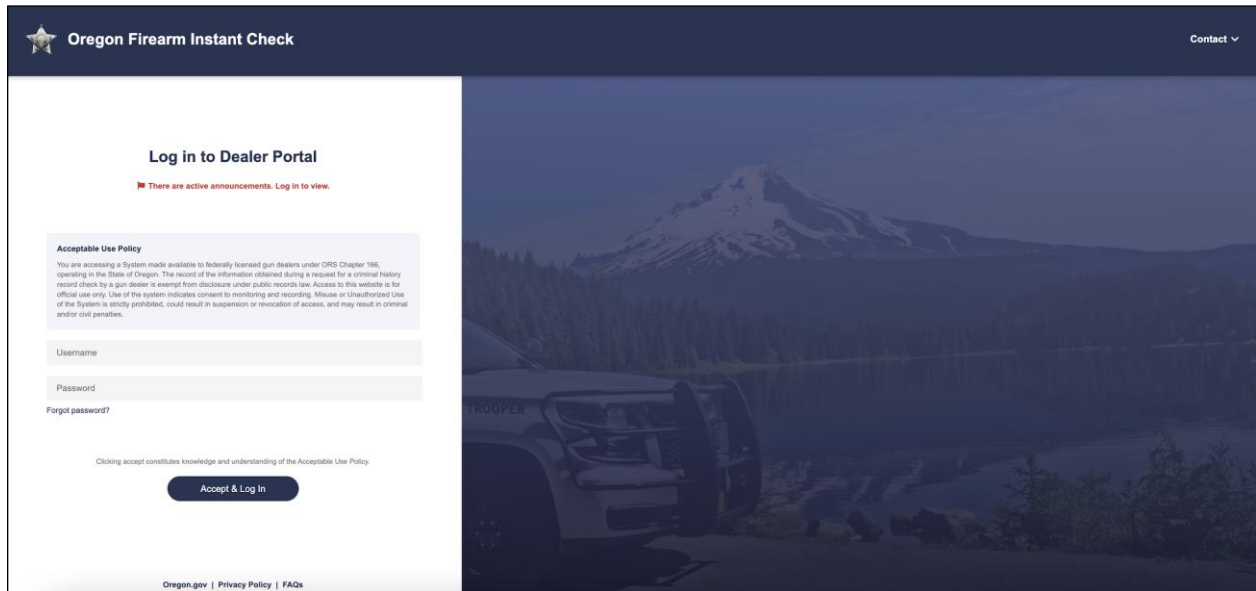 Oregon Firearm Instant Check
Contact
Log in to Dealer Portal
There are active announcements. Log in to view.
Acceptable Use Policy
You are accessing a System made available to federally licensed gun dealers under ORS Chapter 166,
operating in the State of Oregon. The record of the information obtained during a request for a criminal history
record check by a gun dealer is exempt from disclosure under public records law. Access to this website is for
official use only. Use of the system indicates consent to monitoring and recording. Misuse or Unauthorized Use
of the System is strictly prohibited, could result in suspension or revocation of access, and may result in criminal
and/or civil penalties.
Username
Password
Forgot password?
TROOPER
Clicking accept constitutes knowledge and understanding of the Acceptable Use Policy.
Accept & Log In
Oregon.gov | Privacy Policy | FAQs